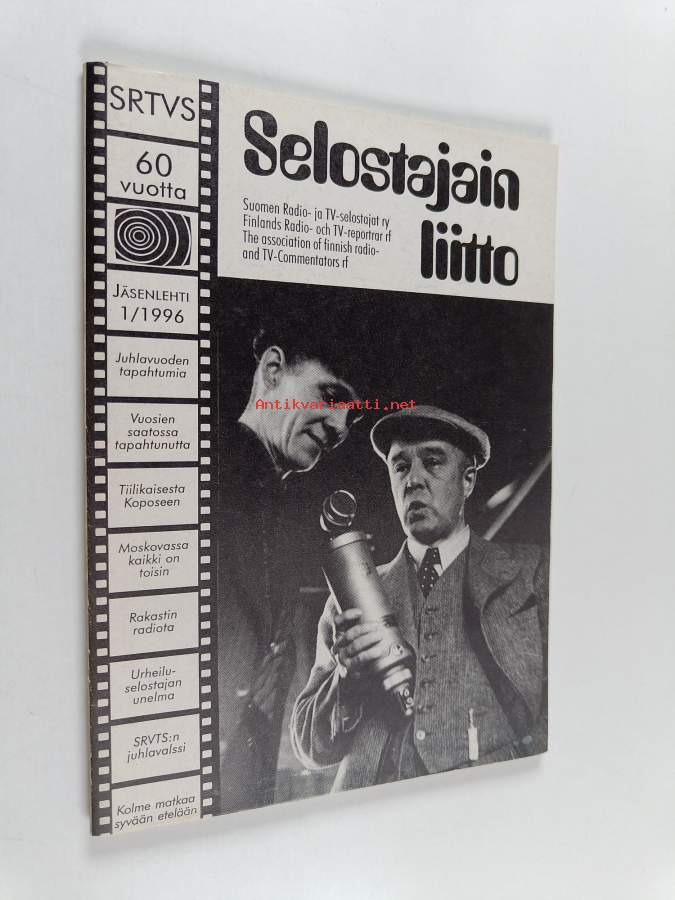 SRTVS
60
vuotta
JÄSENLEHTI
1/1996
Juhlavuoden
tapahtumia
Vuosien
saatossa
tapahtunutta
Tiilikaisesta
Koposeen
Moskovassa
kaikki on
toisin
Rakastin
radiota
Urheilu-
selostajan
unelma
SRVTS:n
juhlavalssi
Kolme matkaa
syvään etelään
Selostajain
liitto
Suomen Radio- ja TV-selostajat ry
Finlands Radio- och TV-reportrar rf
The association of finnish radio-
and TV-Commentators rf
Antikvariaatti.net